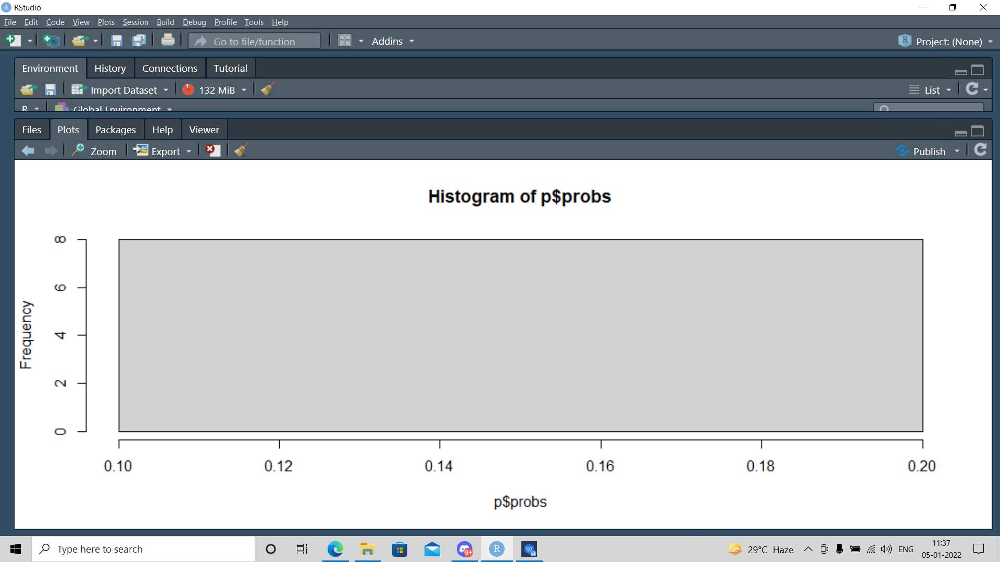 RStudio
File Edit Code View Plots Session Build Debug Profile Tools Help
Go to file/function Addins Project: (None)
Environment History Connections Tutorial
Import Dataset 132 MiB List
R Global Environment
Files Plots Packages Help Viewer
Zoom Export Publish
Histogram of p$probs
Frequency
8
6
4
2
0
0.10 0.12 0.14 0.16 0.18 0.20
p$probs
Type here to search 9+ R W 29°C Haze ENG 11:37
05-01-2022